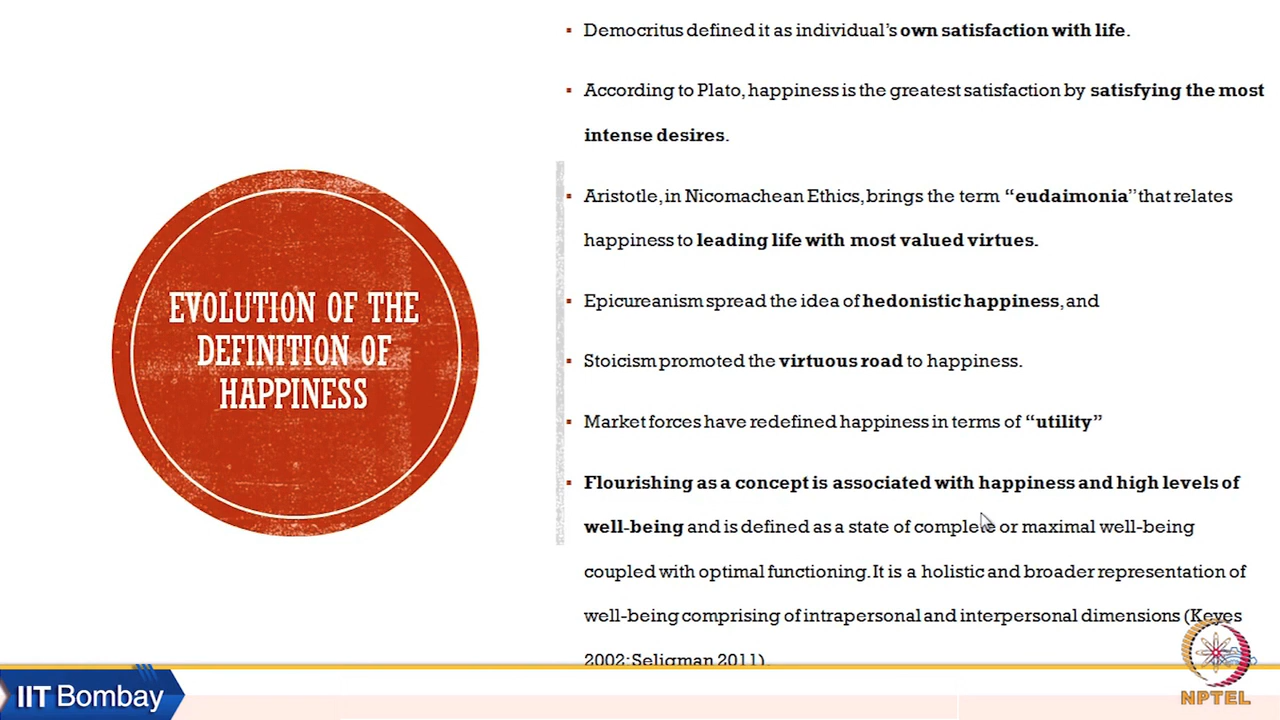 EVOLUTION OF THE
DEFINITION OF
HAPPINESS
▪ Democritus defined it as individual’s own satisfaction with life.
▪ According to Plato, happiness is the greatest satisfaction by satisfying the most
intense desires.
▪ Aristotle, in Nicomachean Ethics, brings the term “eudaimonia” that relates
happiness to leading life with most valued virtues.
▪ Epicureanism spread the idea of hedonistic happiness, and
▪ Stoicism promoted the virtuous road to happiness.
▪ Market forces have redefined happiness in terms of “utility”
▪ Flourishing as a concept is associated with happiness and high levels of
well-being and is defined as a state of complete or maximal well-being
coupled with optimal functioning. It is a holistic and broader representation of
well-being comprising of intrapersonal and interpersonal dimensions (Keyes
2002; Seligman 2011).
IIT Bombay
NPTEL